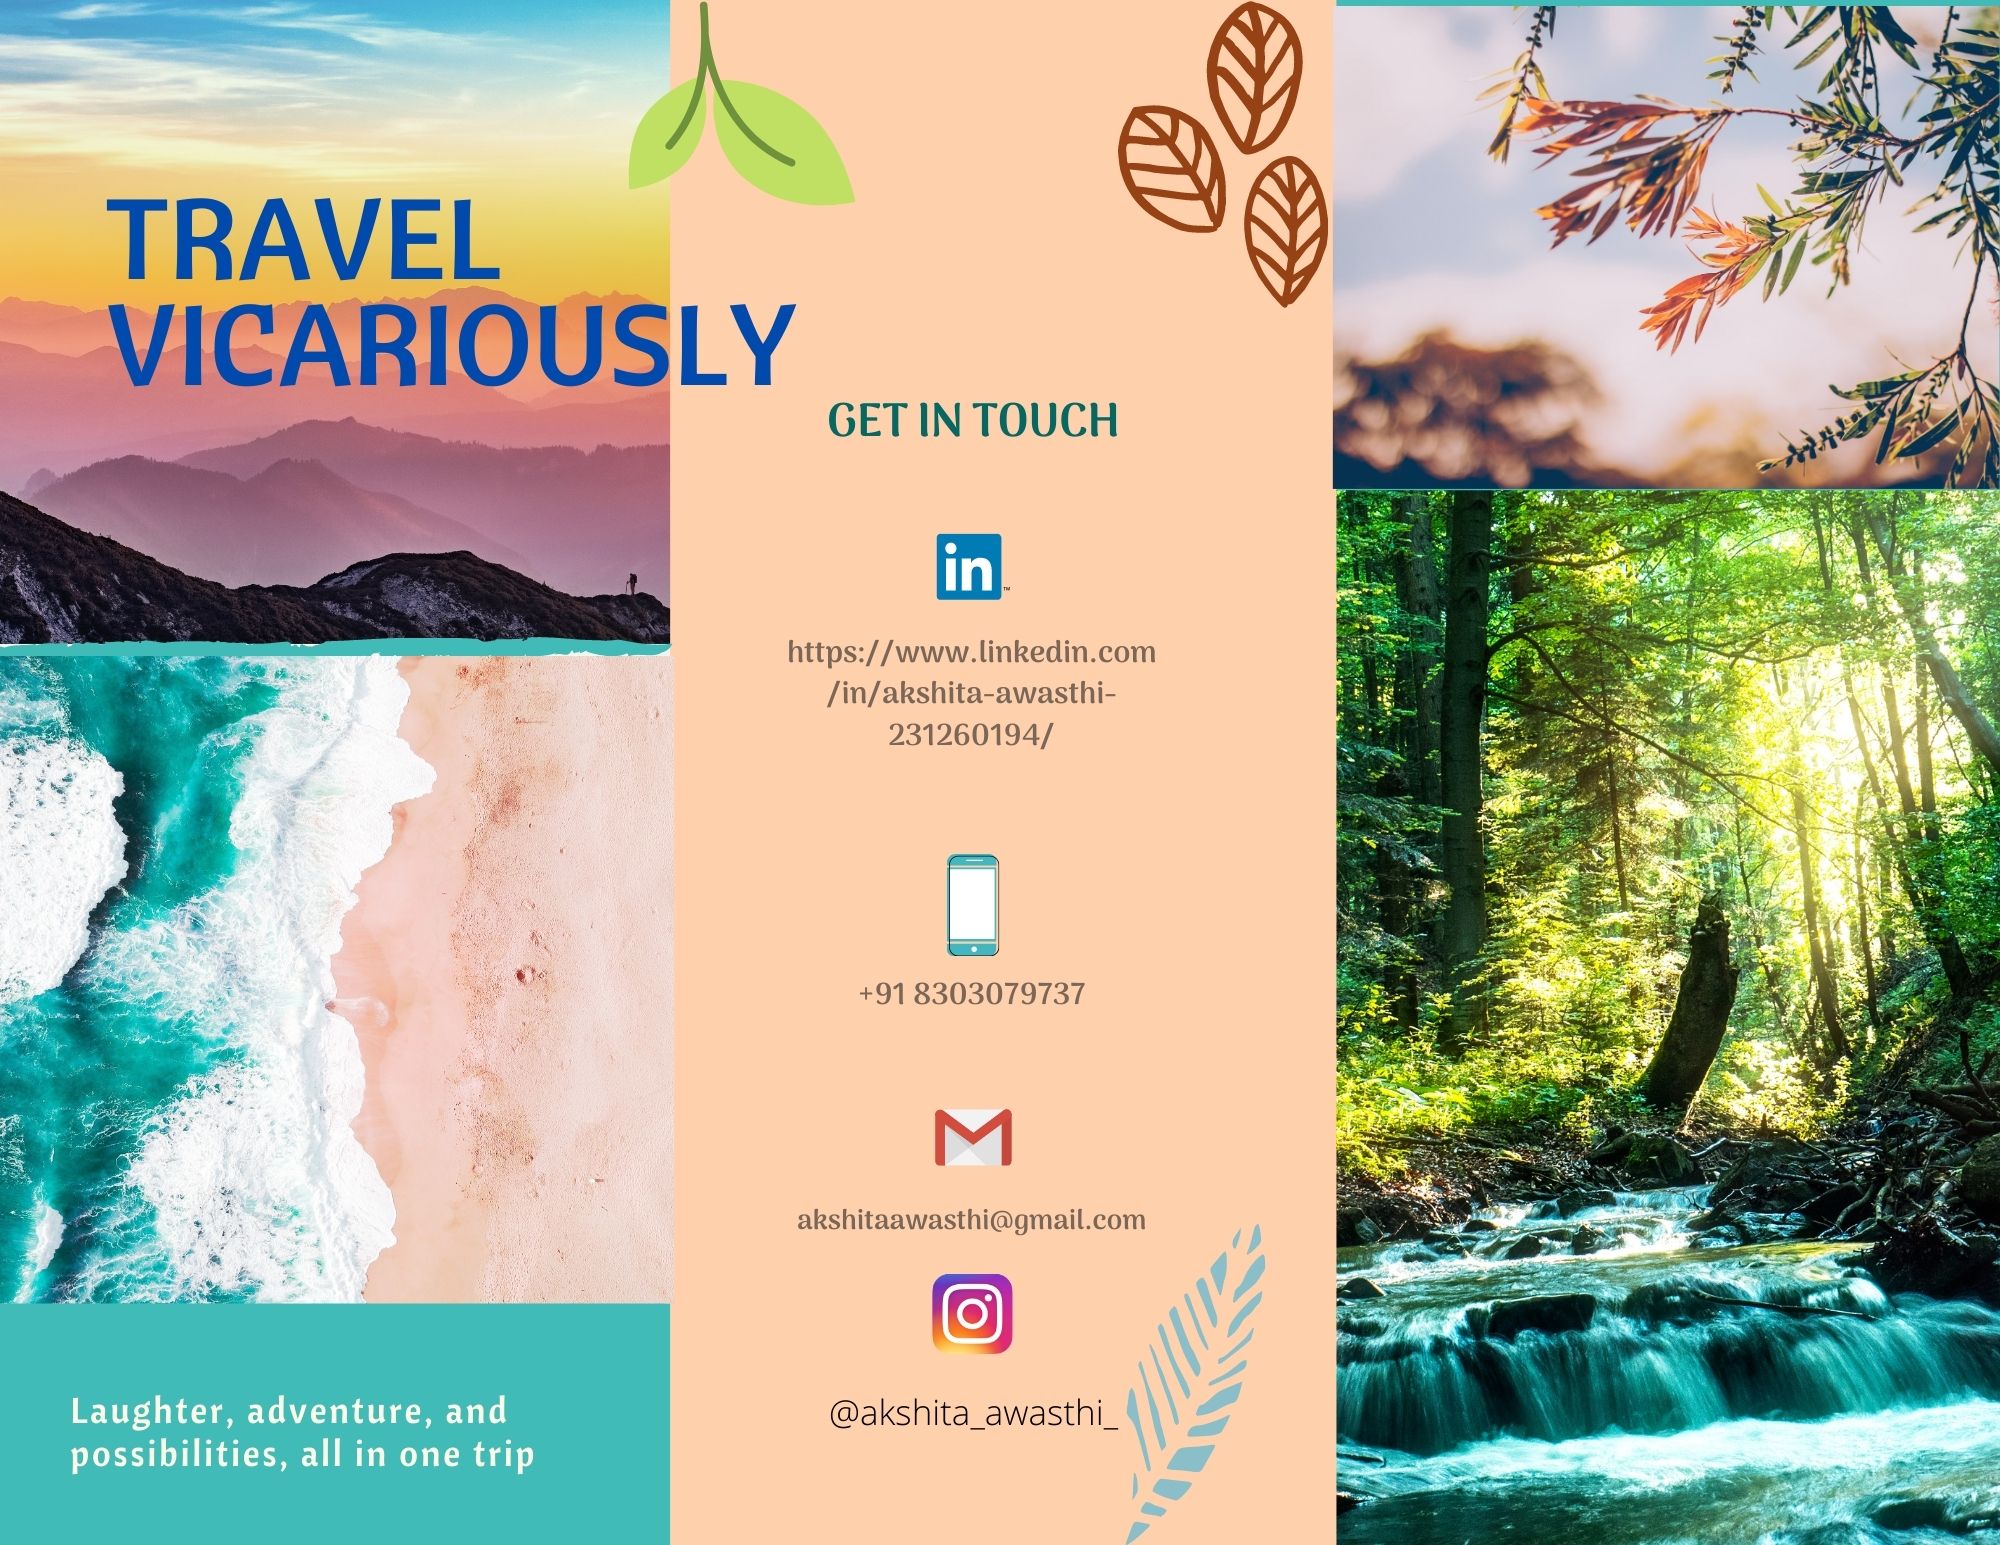 TRAVEL
VICARIOUSLY
GET IN TOUCH
in
https://www.linkedin.com
/in/akshita-awasthi-
231260194/
+91 8303079737
akshitaawasthi@gmail.com
@akshita_awasthi_
Laughter, adventure, and
possibilities, all in one trip